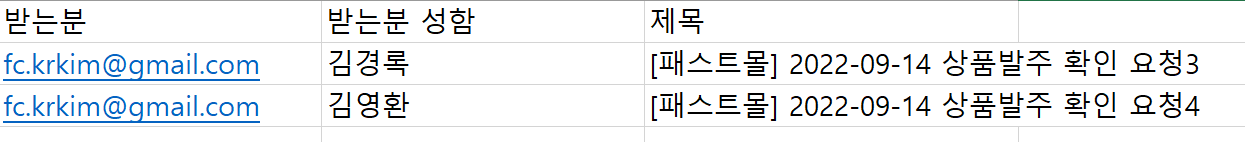 받는분 받는분 성함 제목
fc.krkim@gmail.com 김경록 [패스트몰] 2022-09-14 상품발주 확인 요청3
fc.krkim@gmail.com 김영환 [패스트몰] 2022-09-14 상품발주 확인 요청4